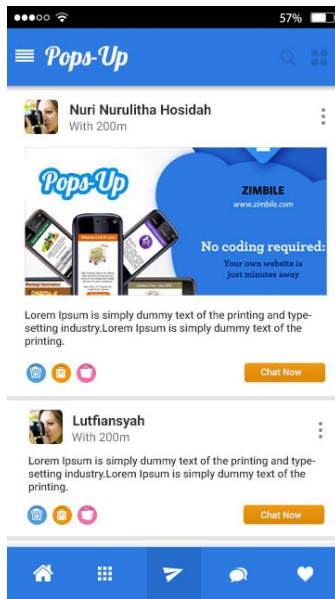 57%
Pops-Up
Nuri Nurulitha Hosidah
With 200m
Pops-Up
ZIMBILE
www.zimbile.com
No coding required:
Your own website is
just minutes away
Lorem Ipsum is simply dummy text of the printing and type-
setting industry.Lorem Ipsum is simply dummy text of the
printing.
Chat Now
Lutfiansyah
With 200m
Lorem Ipsum is simply dummy text of the printing and type-
setting industry.Lorem Ipsum is simply dummy text of the
printing.
Chat Now